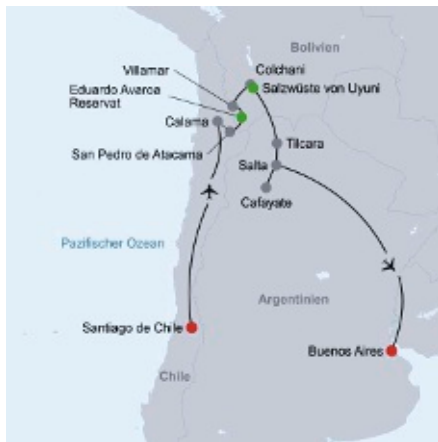 Bolivien
Villamar
Colchani
Eduardo Avaroa
Reservat
Salzwüste von Uyuni
Calama
San Pedro de Atacama
Tilcara
Salta
Cafayate
Pazifischer Ozean
Argentinien
Santiago de Chile
Buenos Aires
Chile